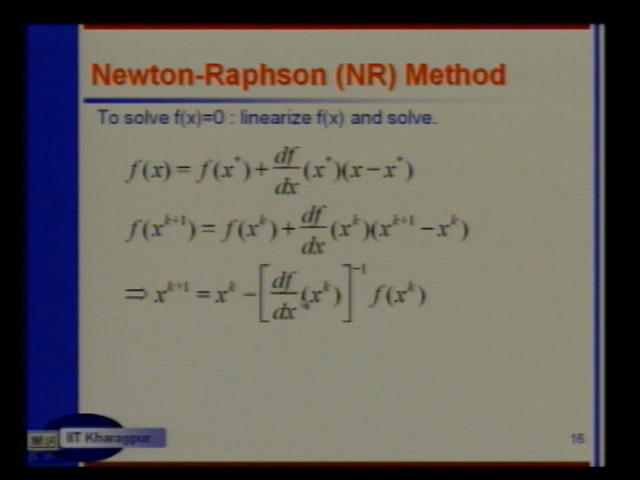 Newton-Raphson (NR) Method
To solve f(x)=0 : linearize f(x) and solve.
f(x) = f(x*) + df/dx (x*)(x − x*)
f(x^{k+1}) = f(x^k) + df/dx (x^k)(x^{k+1} − x^k)
⇒ x^{k+1} = x^k − [df/dx (x^k)]^{−1} f(x^k)
IIT Kharagpur
16